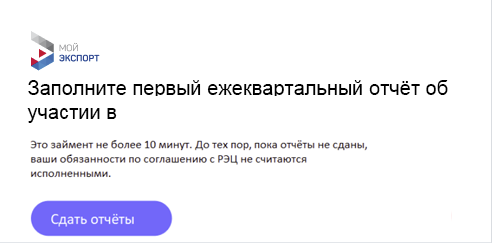 МОЙ
ЭКСПОРТ
Заполните первый ежеквартальный отчёт об
участии в
Это займент не более 10 минут. До тех пор, пока отчёты не сданы,
ваши обязанности по соглашению с РЭЦ не считаются
исполненными.
Сдать отчёты